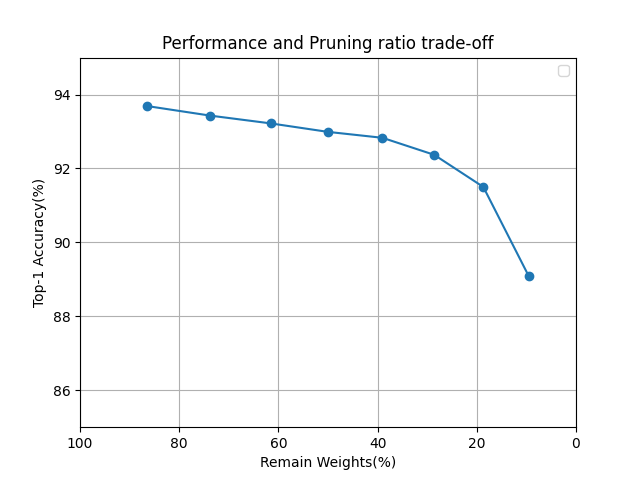 Performance and Pruning ratio trade-off
Top-1 Accuracy(%)
94
92
90
88
86
100 80 60 40 20 0
Remain Weights(%)